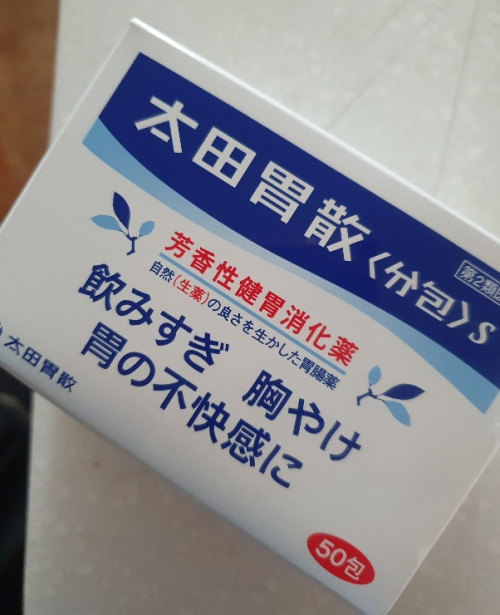 太田胃散〈分包〉S
第2類
芳香性健胃消化薬
自然(生薬)の良さを生かした胃腸薬
飲みすぎ 胸やけ
胃の不快感に
太田胃散
50包